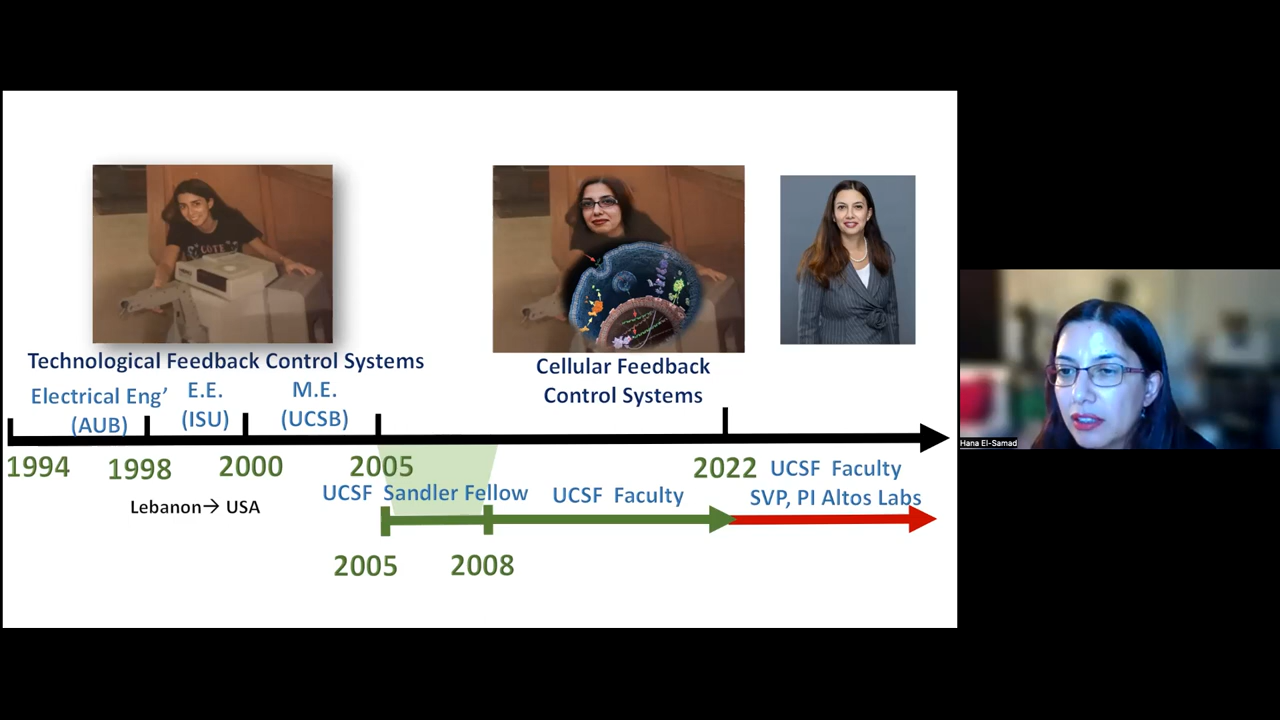 Technological Feedback Control Systems
Electrical Eng’
(AUB)
E.E.
(ISU)
M.E.
(UCSB)
Cellular Feedback
Control Systems
1994
1998
2000
2005
2022
Lebanon→ USA
UCSF Sandler Fellow
UCSF Faculty
UCSF Faculty
SVP, PI Altos Labs
2005
2008
Hana El-Samad